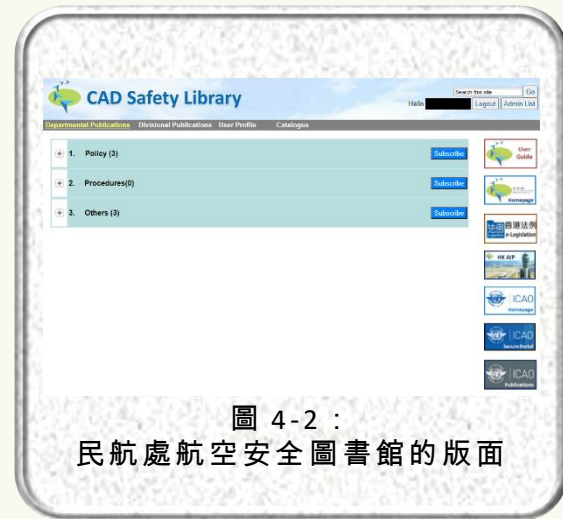 CAD Safety Library
Search this site
Go
Hallo
Logout
Admin List
Departmental Publications
Divisional Publications
User Profile
Catalogue
1. Policy (3)
Subscribe
2. Procedures(0)
Subscribe
3. Others (3)
Subscribe
User
Guide
Homepage
香港法例
e-Legislation
HK AIP
ICAO
Homepage
ICAO
Secure Portal
ICAO
Publications
圖 4-2：
民航處航空安全圖書館的版面